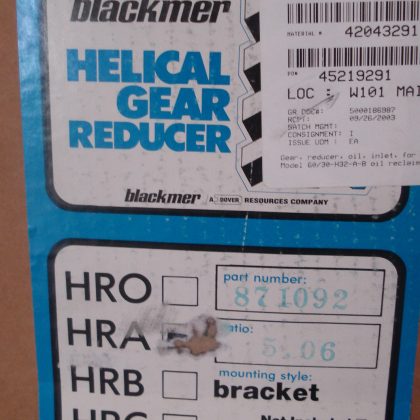 blackmer
HELICAL
GEAR
REDUCER
MATERIAL # 42043291
PO# 45219291
LOC : W101 MAI
GR DOC#: 5000186987
RCPT: 09/26/2003
BATCH MGMT:
CONSIGNMENT: I
ISSUE UOM : EA
Gear, reducer, oil, inlet, for
Model GO/30-H32-A-B oil reclaim
blackmer A DOVER RESOURCES COMPANY
HRO
part number:
871092
HRA
ratio:
5.06
HRB
mounting style:
bracket